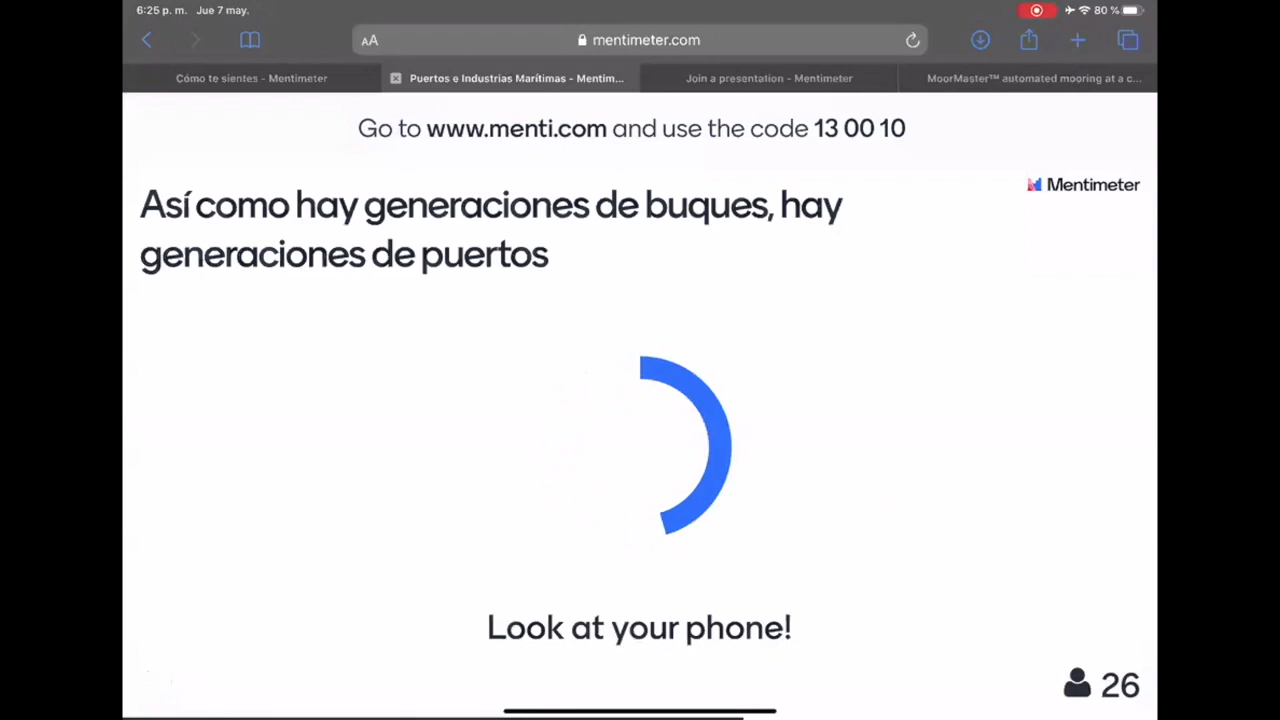 6:25 p. m. Jue 7 may.
80 %
AA
mentimeter.com
Cómo te sientes - Mentimeter
Puertos e Industrias Marítimas - Mentim...
Join a presentation - Mentimeter
MoorMaster™ automated mooring at a c...
Go to www.menti.com and use the code 13 00 10
Mentimeter
Así como hay generaciones de buques, hay
generaciones de puertos
Look at your phone!
26